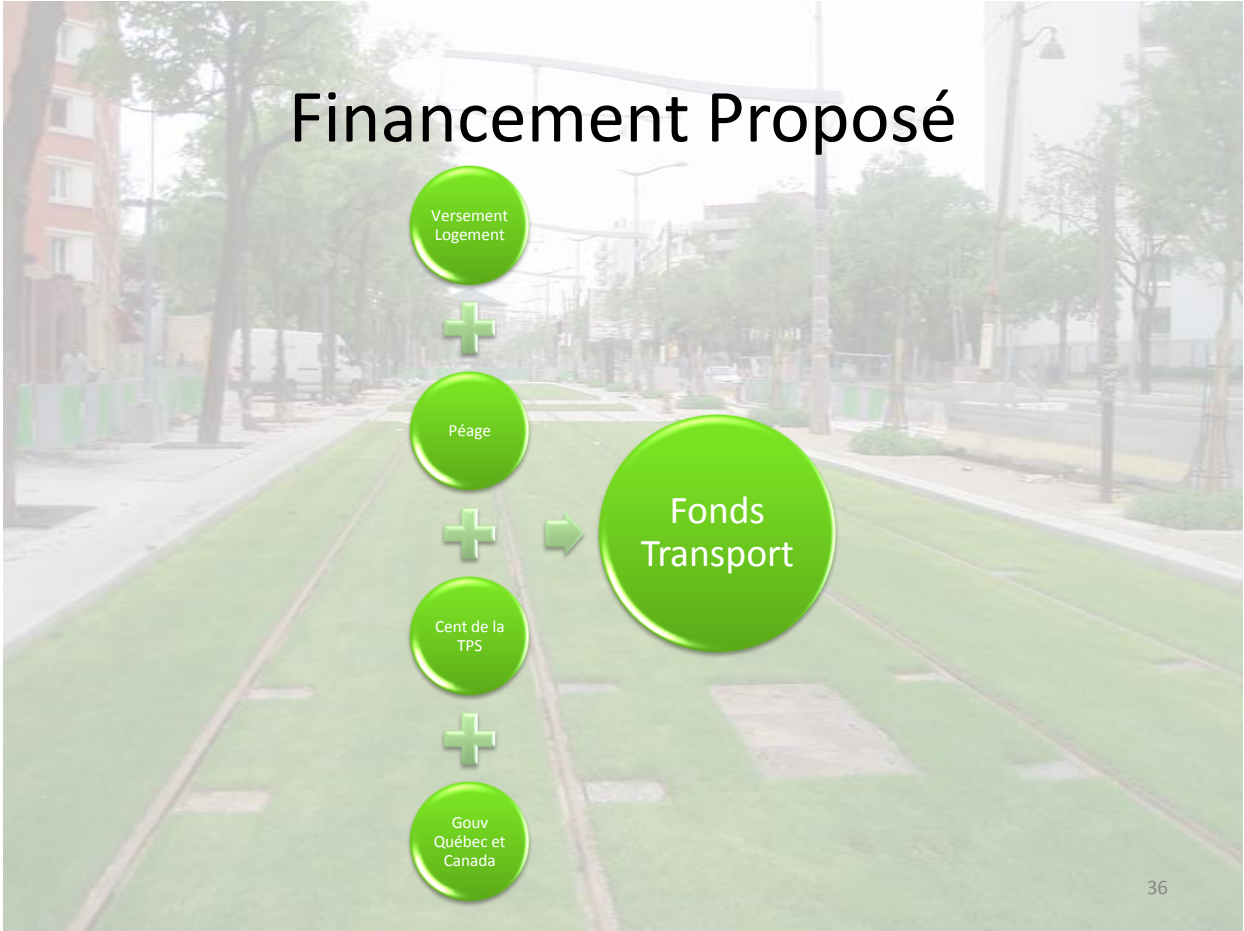 Financement Proposé
Versement
Logement
Péage
Cent de la
TPS
Gouv
Québec et
Canada
Fonds
Transport
36